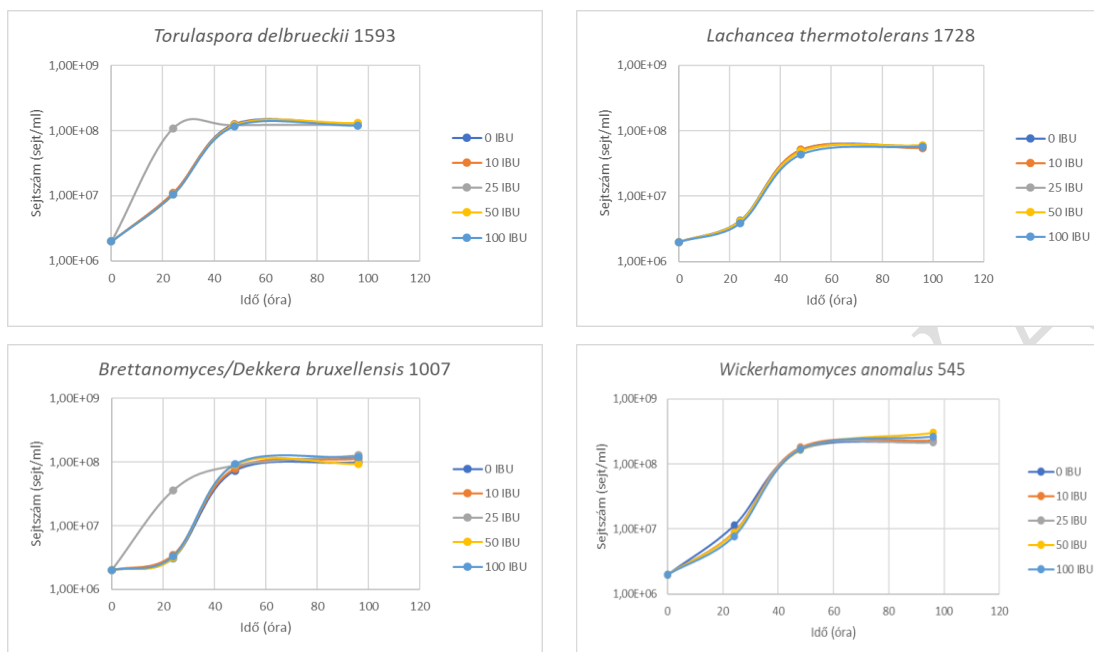 Torulaspora delbrueckii 1593
1,00E+09
1,00E+08
1,00E+07
1,00E+06
Sejtszám (sejt/ml)
0 20 40 60 80 100 120
Idő (óra)
0 IBU
10 IBU
25 IBU
50 IBU
100 IBU
Lachancea thermotolerans 1728
1,00E+09
1,00E+08
1,00E+07
1,00E+06
Sejtszám (sejt/ml)
0 20 40 60 80 100 120
Idő (óra)
0 IBU
10 IBU
25 IBU
50 IBU
100 IBU
Brettanomyces/Dekkera bruxellensis 1007
1,00E+09
1,00E+08
1,00E+07
1,00E+06
Sejtszám (sejt/ml)
0 20 40 60 80 100 120
Idő (óra)
0 IBU
10 IBU
25 IBU
50 IBU
100 IBU
Wickerhamomyces anomalus 545
1,00E+09
1,00E+08
1,00E+07
1,00E+06
Sejtszám (sejt/ml)
0 20 40 60 80 100 120
Idő (óra)
0 IBU
10 IBU
25 IBU
50 IBU
100 IBU